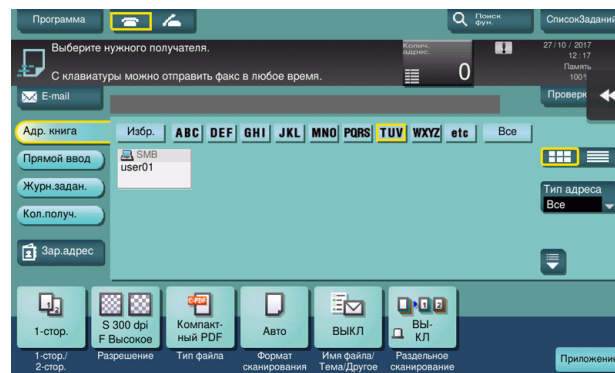 Программа
Поиск
фун.
СписокЗаданий
Выберите нужного получателя.
С клавиатуры можно отправить факс в любое время.
Колич.
адрес.
0
27/10/2017
12:17
Память
100%
E-mail
Проверк
Адр. книга
Избр. ABC DEF GHI JKL MNO PQRS TUV WXYZ etc Все
SMB
user01
Прямой ввод
Журн.задан.
Кол.получ.
Зар.адрес
Тип адреса
Все
1-стор.
1-стор./
2-стор.
S 300 dpi
F Высокое
Разрешение
C-PDF
Компакт-
ный PDF
Тип файла
Авто
Формат
сканирования
ВЫКЛ
Имя файла/
Тема/Другое
ВЫ-
КЛ
Раздельное
сканирование
Приложение